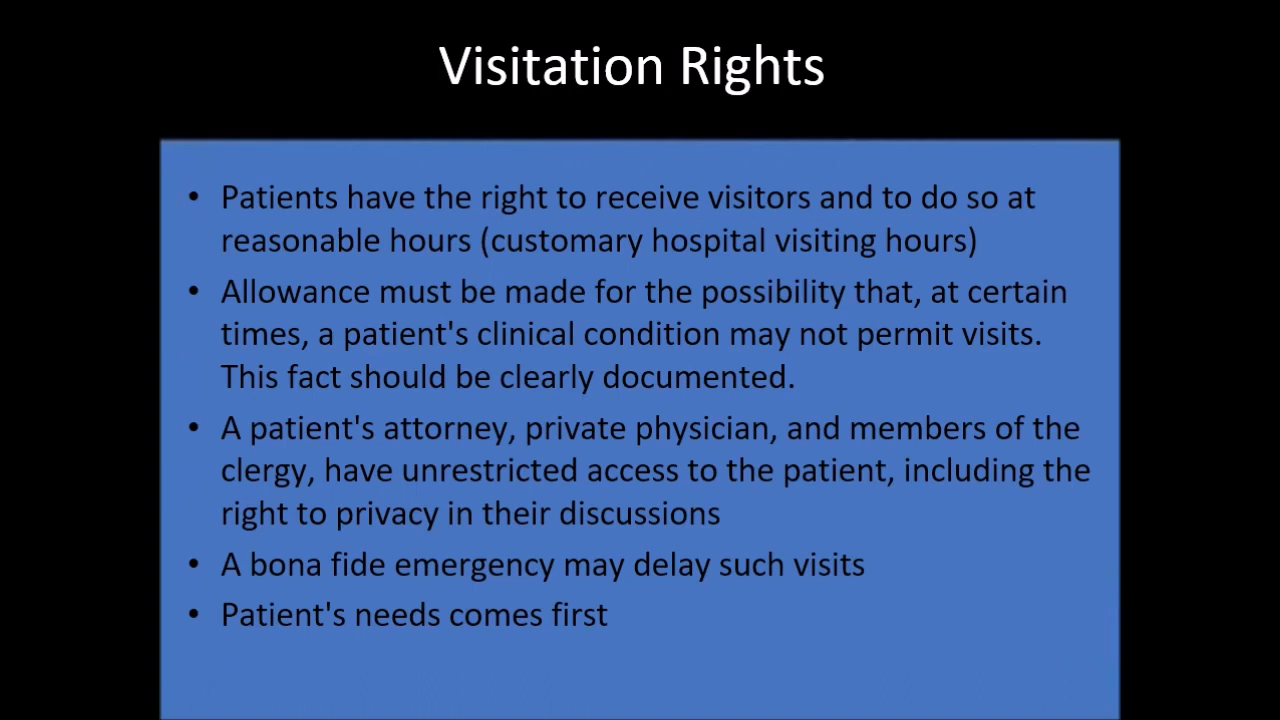 Visitation Rights
• Patients have the right to receive visitors and to do so at
reasonable hours (customary hospital visiting hours)
• Allowance must be made for the possibility that, at certain
times, a patient's clinical condition may not permit visits.
This fact should be clearly documented.
• A patient's attorney, private physician, and members of the
clergy, have unrestricted access to the patient, including the
right to privacy in their discussions
• A bona fide emergency may delay such visits
• Patient's needs comes first